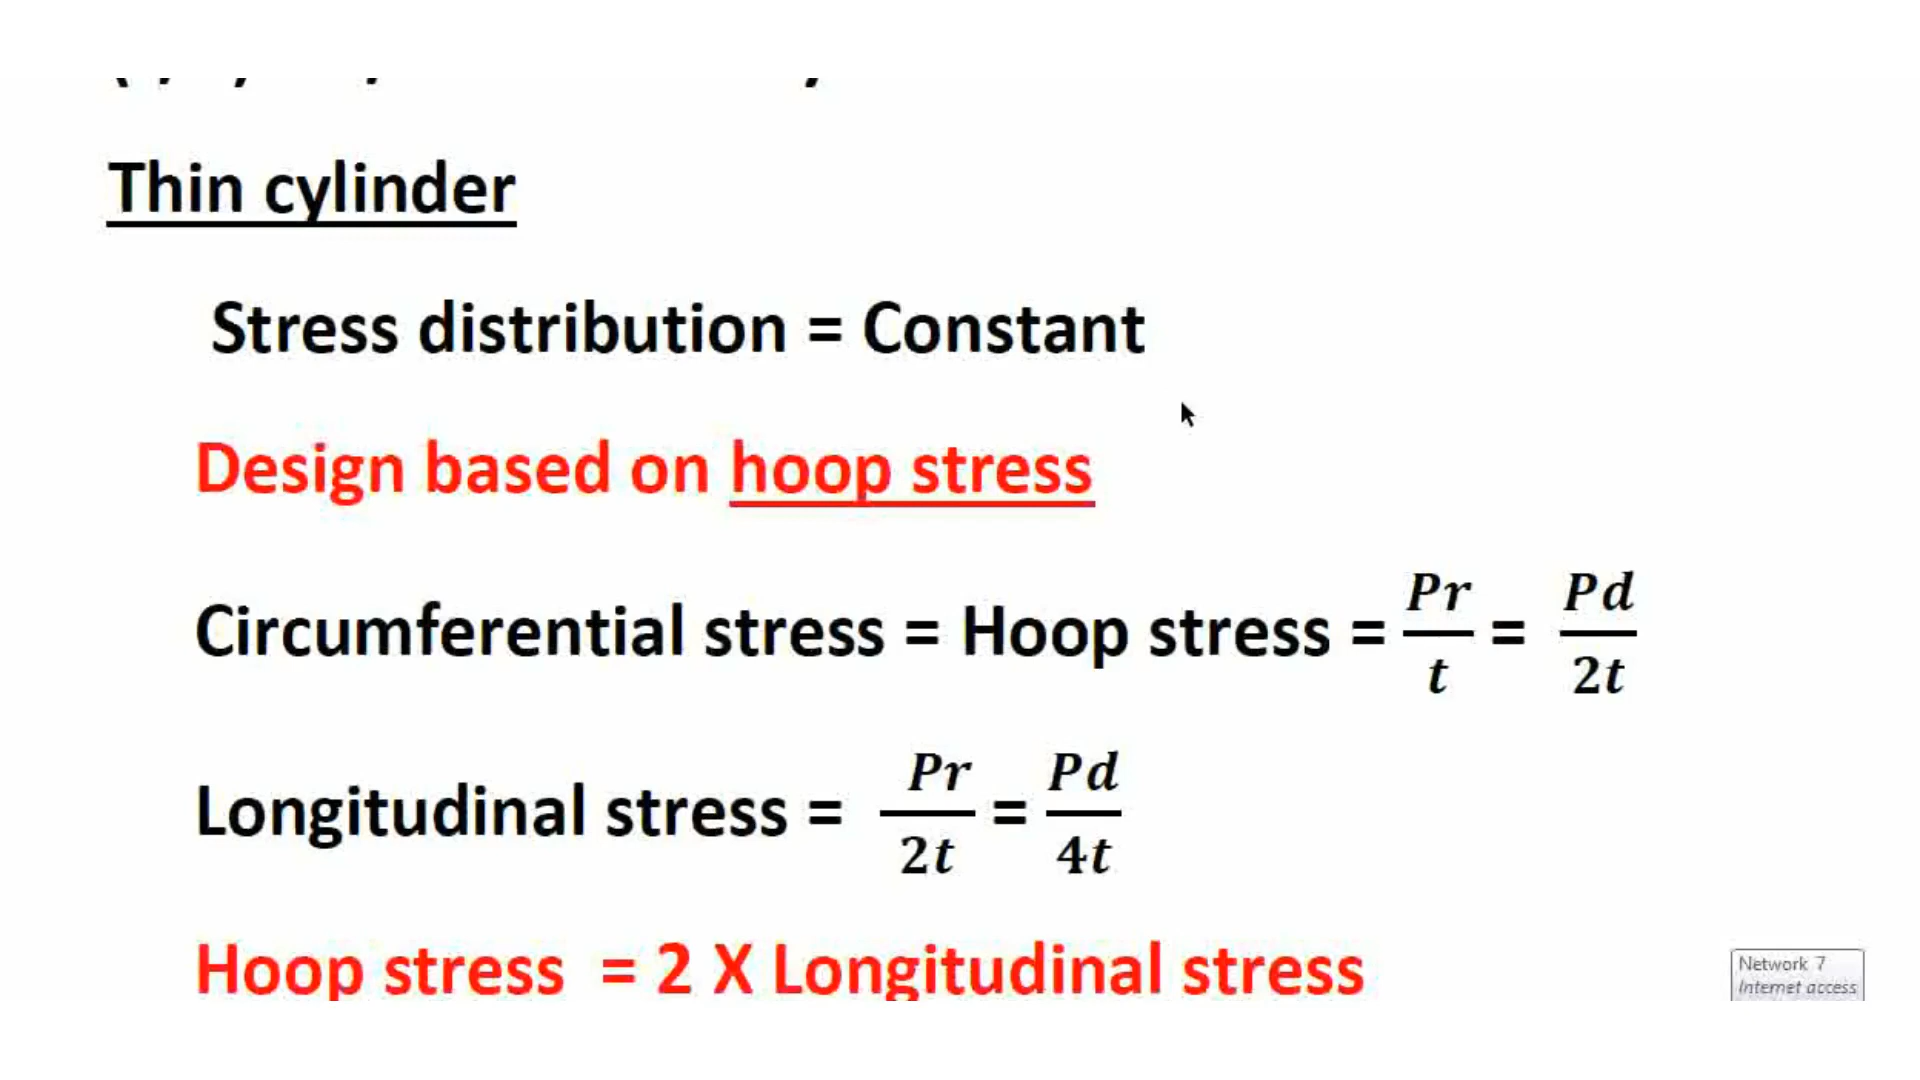 Thin cylinder
Stress distribution = Constant
Design based on hoop stress
Circumferential stress = Hoop stress = Pr/t = Pd/2t
Longitudinal stress = Pr/2t = Pd/4t
Hoop stress = 2 X Longitudinal stress
Network 7
Internet access